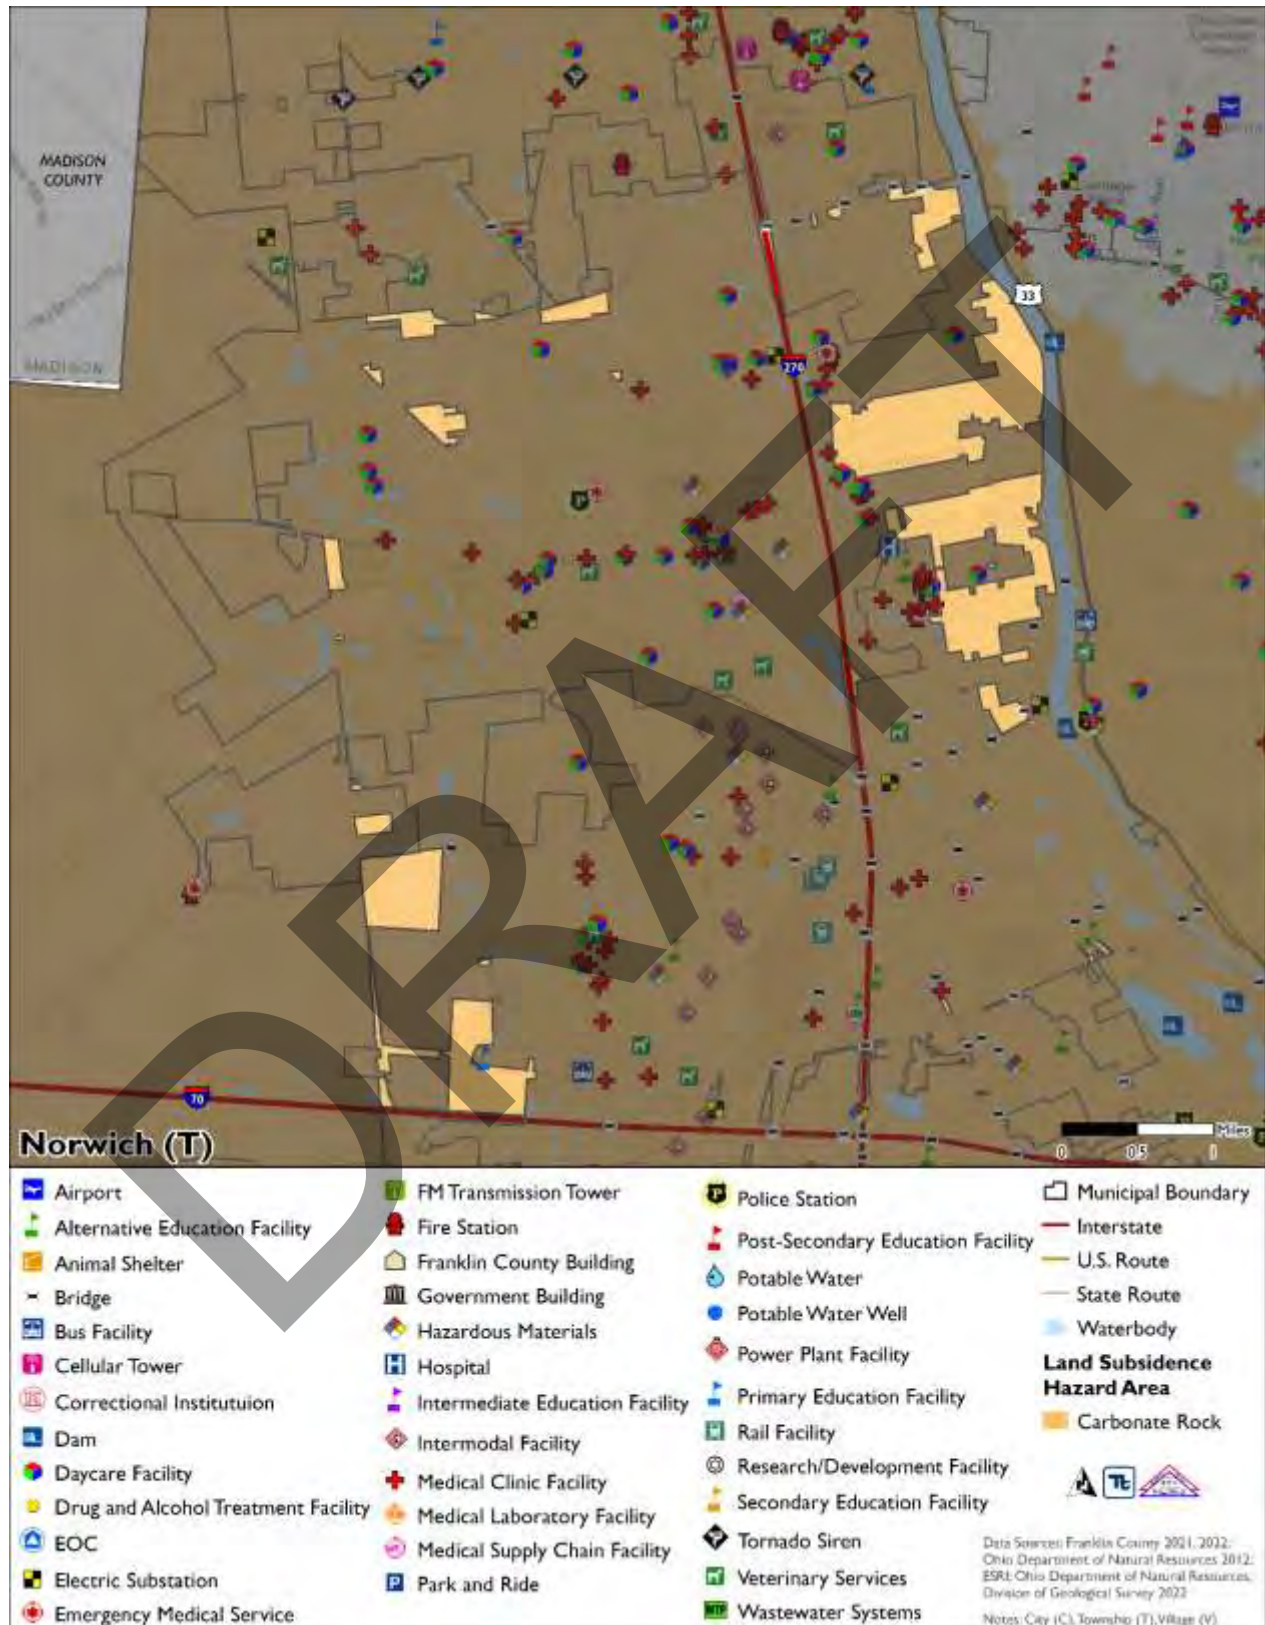 MADISON
COUNTY
MADISON
33
270
70
DRAFT
Norwich (T)
Miles
0 0.5 1
Airport
Alternative Education Facility
Animal Shelter
Bridge
Bus Facility
Cellular Tower
Correctional Institutuion
Dam
Daycare Facility
Drug and Alcohol Treatment Facility
EOC
Electric Substation
Emergency Medical Service
FM Transmission Tower
Fire Station
Franklin County Building
Government Building
Hazardous Materials
Hospital
Intermediate Education Facility
Intermodal Facility
Medical Clinic Facility
Medical Laboratory Facility
Medical Supply Chain Facility
Park and Ride
Police Station
Post-Secondary Education Facility
Potable Water
Potable Water Well
Power Plant Facility
Primary Education Facility
Rail Facility
Research/Development Facility
Secondary Education Facility
Tornado Siren
Veterinary Services
Wastewater Systems
Municipal Boundary
Interstate
U.S. Route
State Route
Waterbody
Land Subsidence
Hazard Area
Carbonate Rock
Data Sources: Franklin County 2021, 2022;
Ohio Department of Natural Resources 2012;
ESRI; Ohio Department of Natural Resources,
Division of Geological Survey 2022
Notes: City (C), Township (T), Village (V)